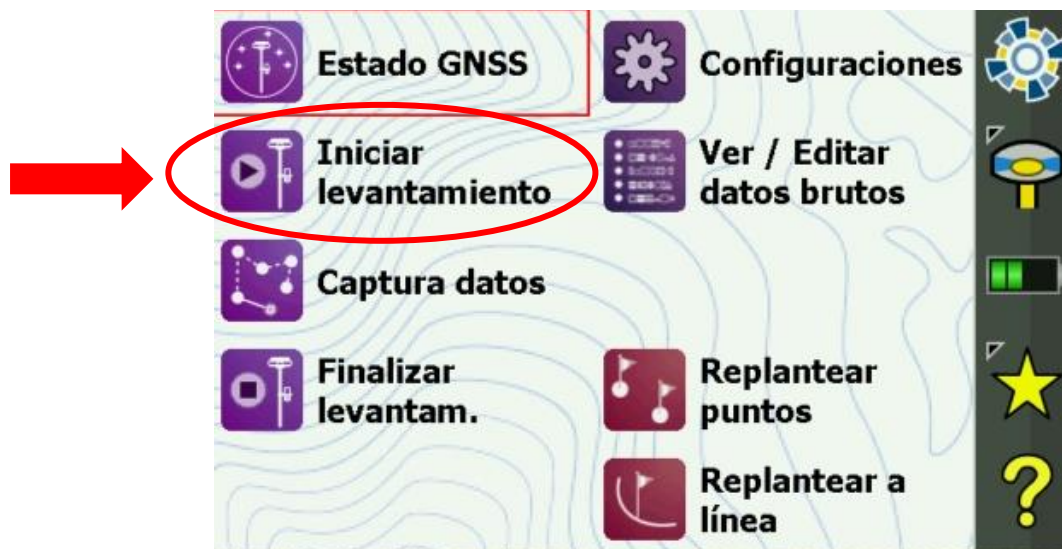 Estado GNSS
Configuraciones
Iniciar
levantamiento
Ver / Editar
datos brutos
Captura datos
Finalizar
levantam.
Replantear
puntos
Replantear a
línea
?